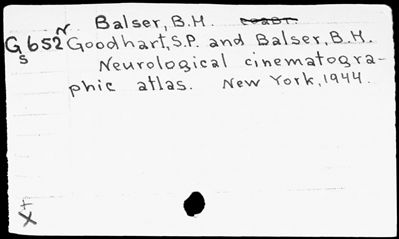 N Balser, B.M.
G652 Goodhart, S.P. and Balser, B.M.
S Neurological cinematogra-
phic atlas. New York, 1944.
+
X